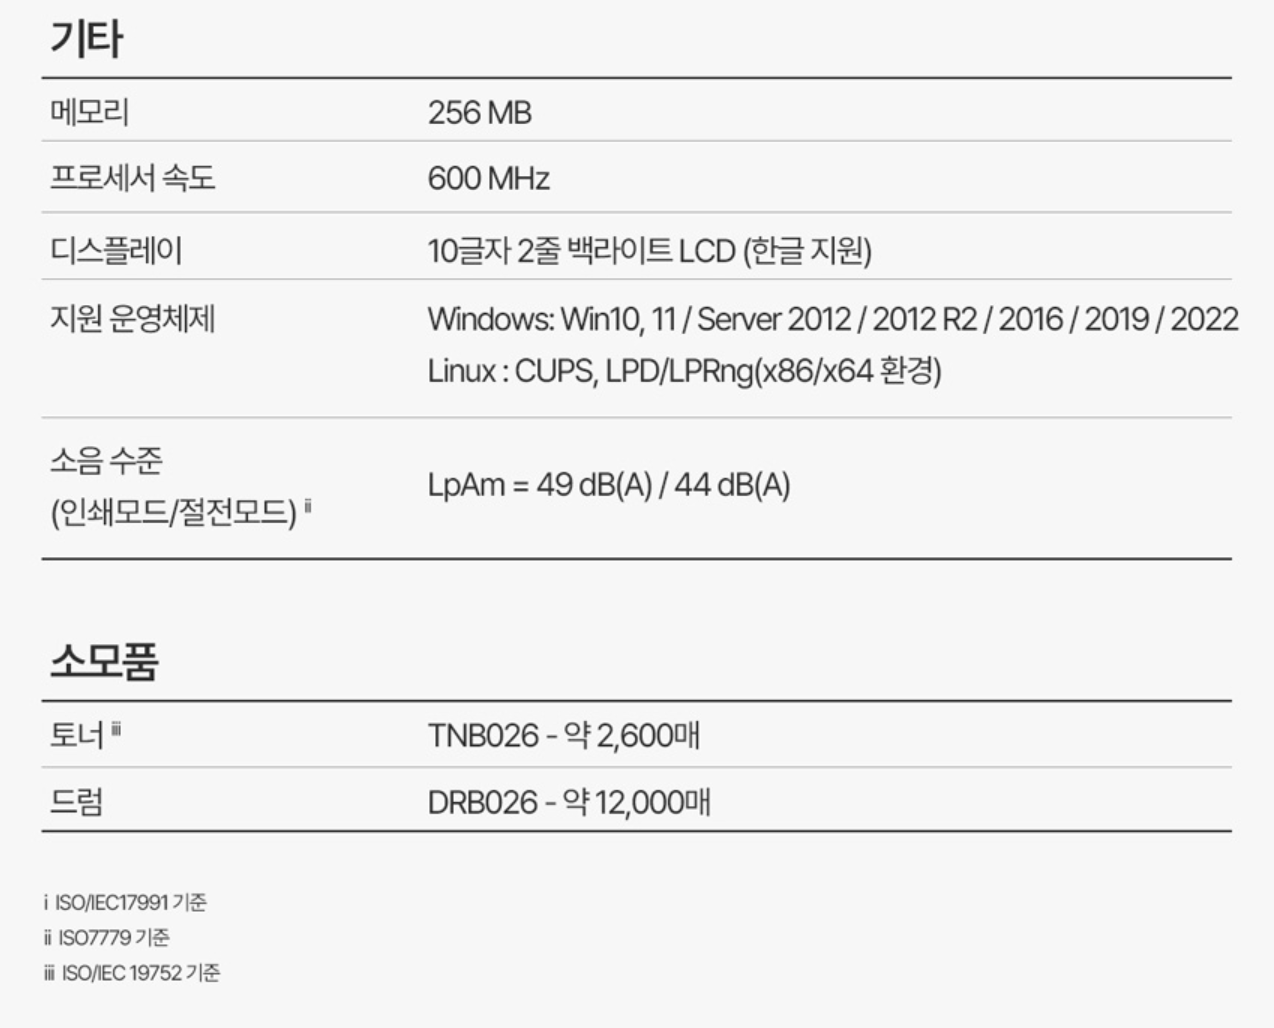 기타
메모리 256 MB
프로세서 속도 600 MHz
디스플레이 10글자 2줄 백라이트 LCD (한글 지원)
지원 운영체제 Windows: Win10, 11 / Server 2012 / 2012 R2 / 2016 / 2019 / 2022
Linux : CUPS, LPD/LPRng(x86/x64 환경)
소음 수준
(인쇄모드/절전모드) ii LpAm = 49 dB(A) / 44 dB(A)
소모품
토너 iii TNB026 - 약 2,600매
드럼 DRB026 - 약 12,000매
i ISO/IEC17991 기준
ii ISO7779 기준
iii ISO/IEC 19752 기준